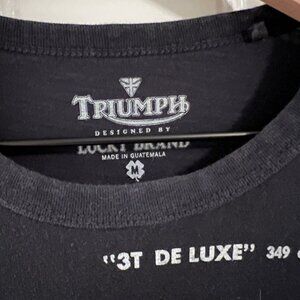 TRIUMPH
DESIGNED BY
LUCKY BRAND
MADE IN GUATEMALA
M
"3T DE LUXE" 349